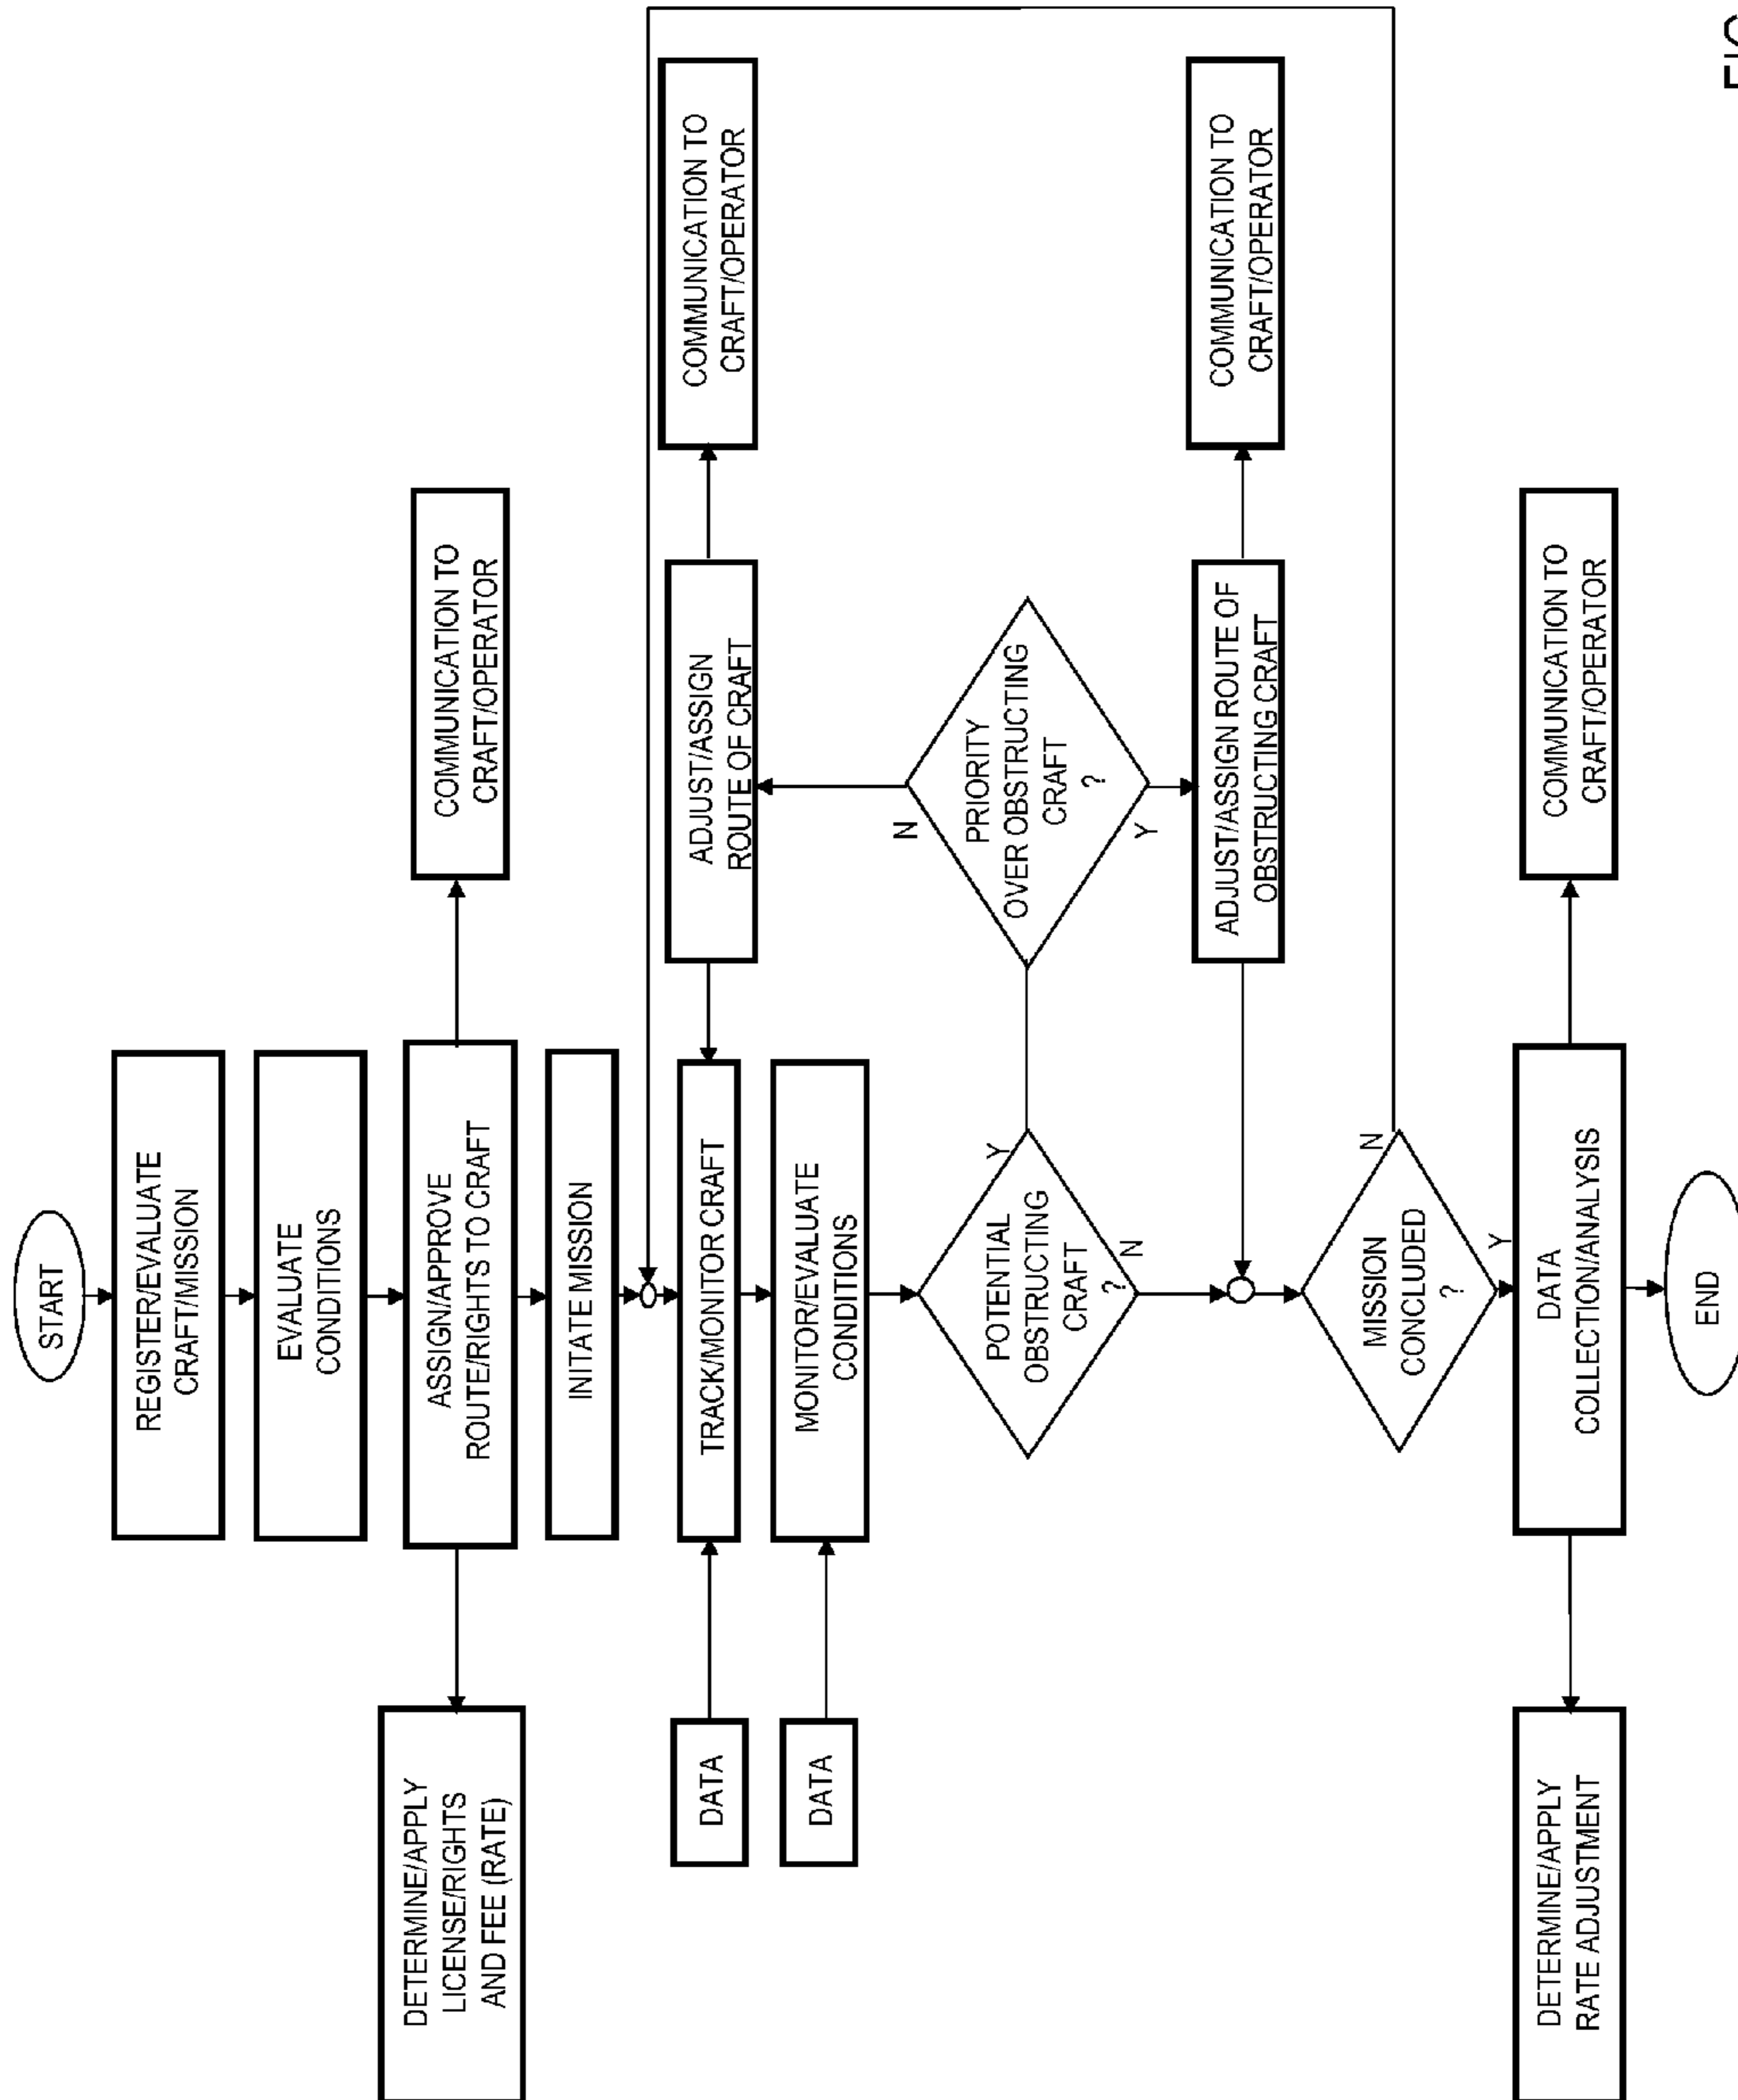 START
REGISTER/EVALUATE
CRAFT/MISSION
EVALUATE
CONDITIONS
DETERMINE/APPLY
LICENSE/RIGHTS
AND FEE (RATE)
ASSIGN/APPROVE
ROUTE/RIGHTS TO CRAFT
COMMUNICATION TO
CRAFT/OPERATOR
INITATE MISSION
DATA
TRACK/MONITOR CRAFT
ADJUST/ASSIGN
ROUTE OF CRAFT
COMMUNICATION TO
CRAFT/OPERATOR
DATA
MONITOR/EVALUATE
CONDITIONS
POTENTIAL
OBSTRUCTING
CRAFT
?
Y
N
PRIORITY
OVER OBSTRUCTING
CRAFT
?
N
Y
ADJUST/ASSIGN ROUTE OF
OBSTRUCTING CRAFT
COMMUNICATION TO
CRAFT/OPERATOR
MISSION
CONCLUDED
?
N
Y
DETERMINE/APPLY
RATE ADJUSTMENT
DATA
COLLECTION/ANALYSIS
COMMUNICATION TO
CRAFT/OPERATOR
END